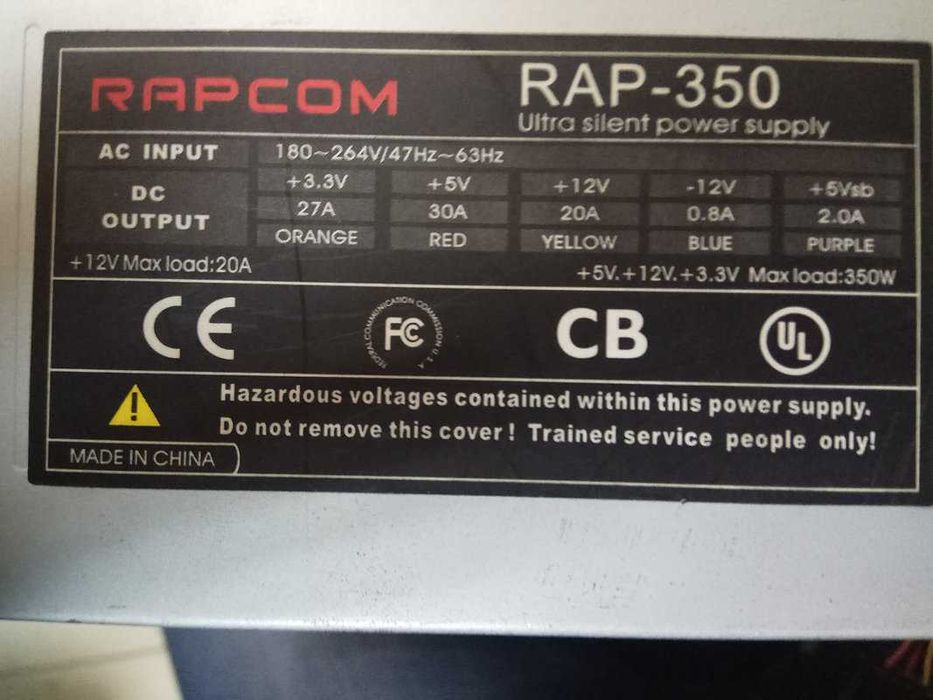 RAPCOM
RAP-350
Ultra silent power supply
AC INPUT 180~264V/47Hz~63Hz
DC OUTPUT +3.3V +5V +12V -12V +5Vsb
27A 30A 20A 0.8A 2.0A
ORANGE RED YELLOW BLUE PURPLE
+12V Max load:20A
+5V.+12V.+3.3V Max load:350W
CE
FEDERAL COMMUNICATION COMMISSION U.S.A
FC
CB
UL
Hazardous voltages contained within this power supply.
Do not remove this cover! Trained service people only!
MADE IN CHINA